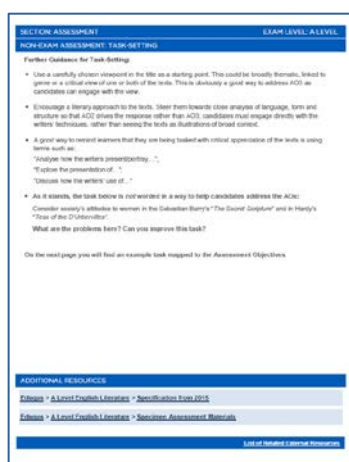 SECTION: ASSESSMENT EXAM LEVEL: A LEVEL
NON-EXAM ASSESSMENT: TASK-SETTING
Further Guidance for Task-Setting:
• Use a carefully chosen viewpoint in the title as a starting point. This could be broadly thematic, linked to
genre or a critical view of one or both of the texts. This is obviously a good way to address AO5 as
candidates can engage with the view.
• Encourage a literary approach to the texts. Steer them towards close analysis of language, form and
structure so that AO2 drives the response rather than AO3; candidates must engage directly with the
writers' techniques, rather than seeing the texts as illustrations of broad context.
• A good way to remind learners that they are being tasked with critical appreciation of the texts is using
terms such as:
"Analyse how the writers present/portray…",
"Explore the presentation of…",
"Discuss how the writers' use of…"
• As it stands, the task below is not worded in a way to help candidates address the AOs:
Consider society's attitudes to women in the Sebastian Barry's "The Secret Scripture" and in Hardy's
"Tess of the D'Urbervilles".
What are the problems here? Can you improve this task?
On the next page you will find an example task mapped to the Assessment Objectives
ADDITIONAL RESOURCES
Eduqas > A Level English Literature > Specification from 2015
Eduqas > A Level English Literature > Specimen Assessment Materials
List of Related External Resources